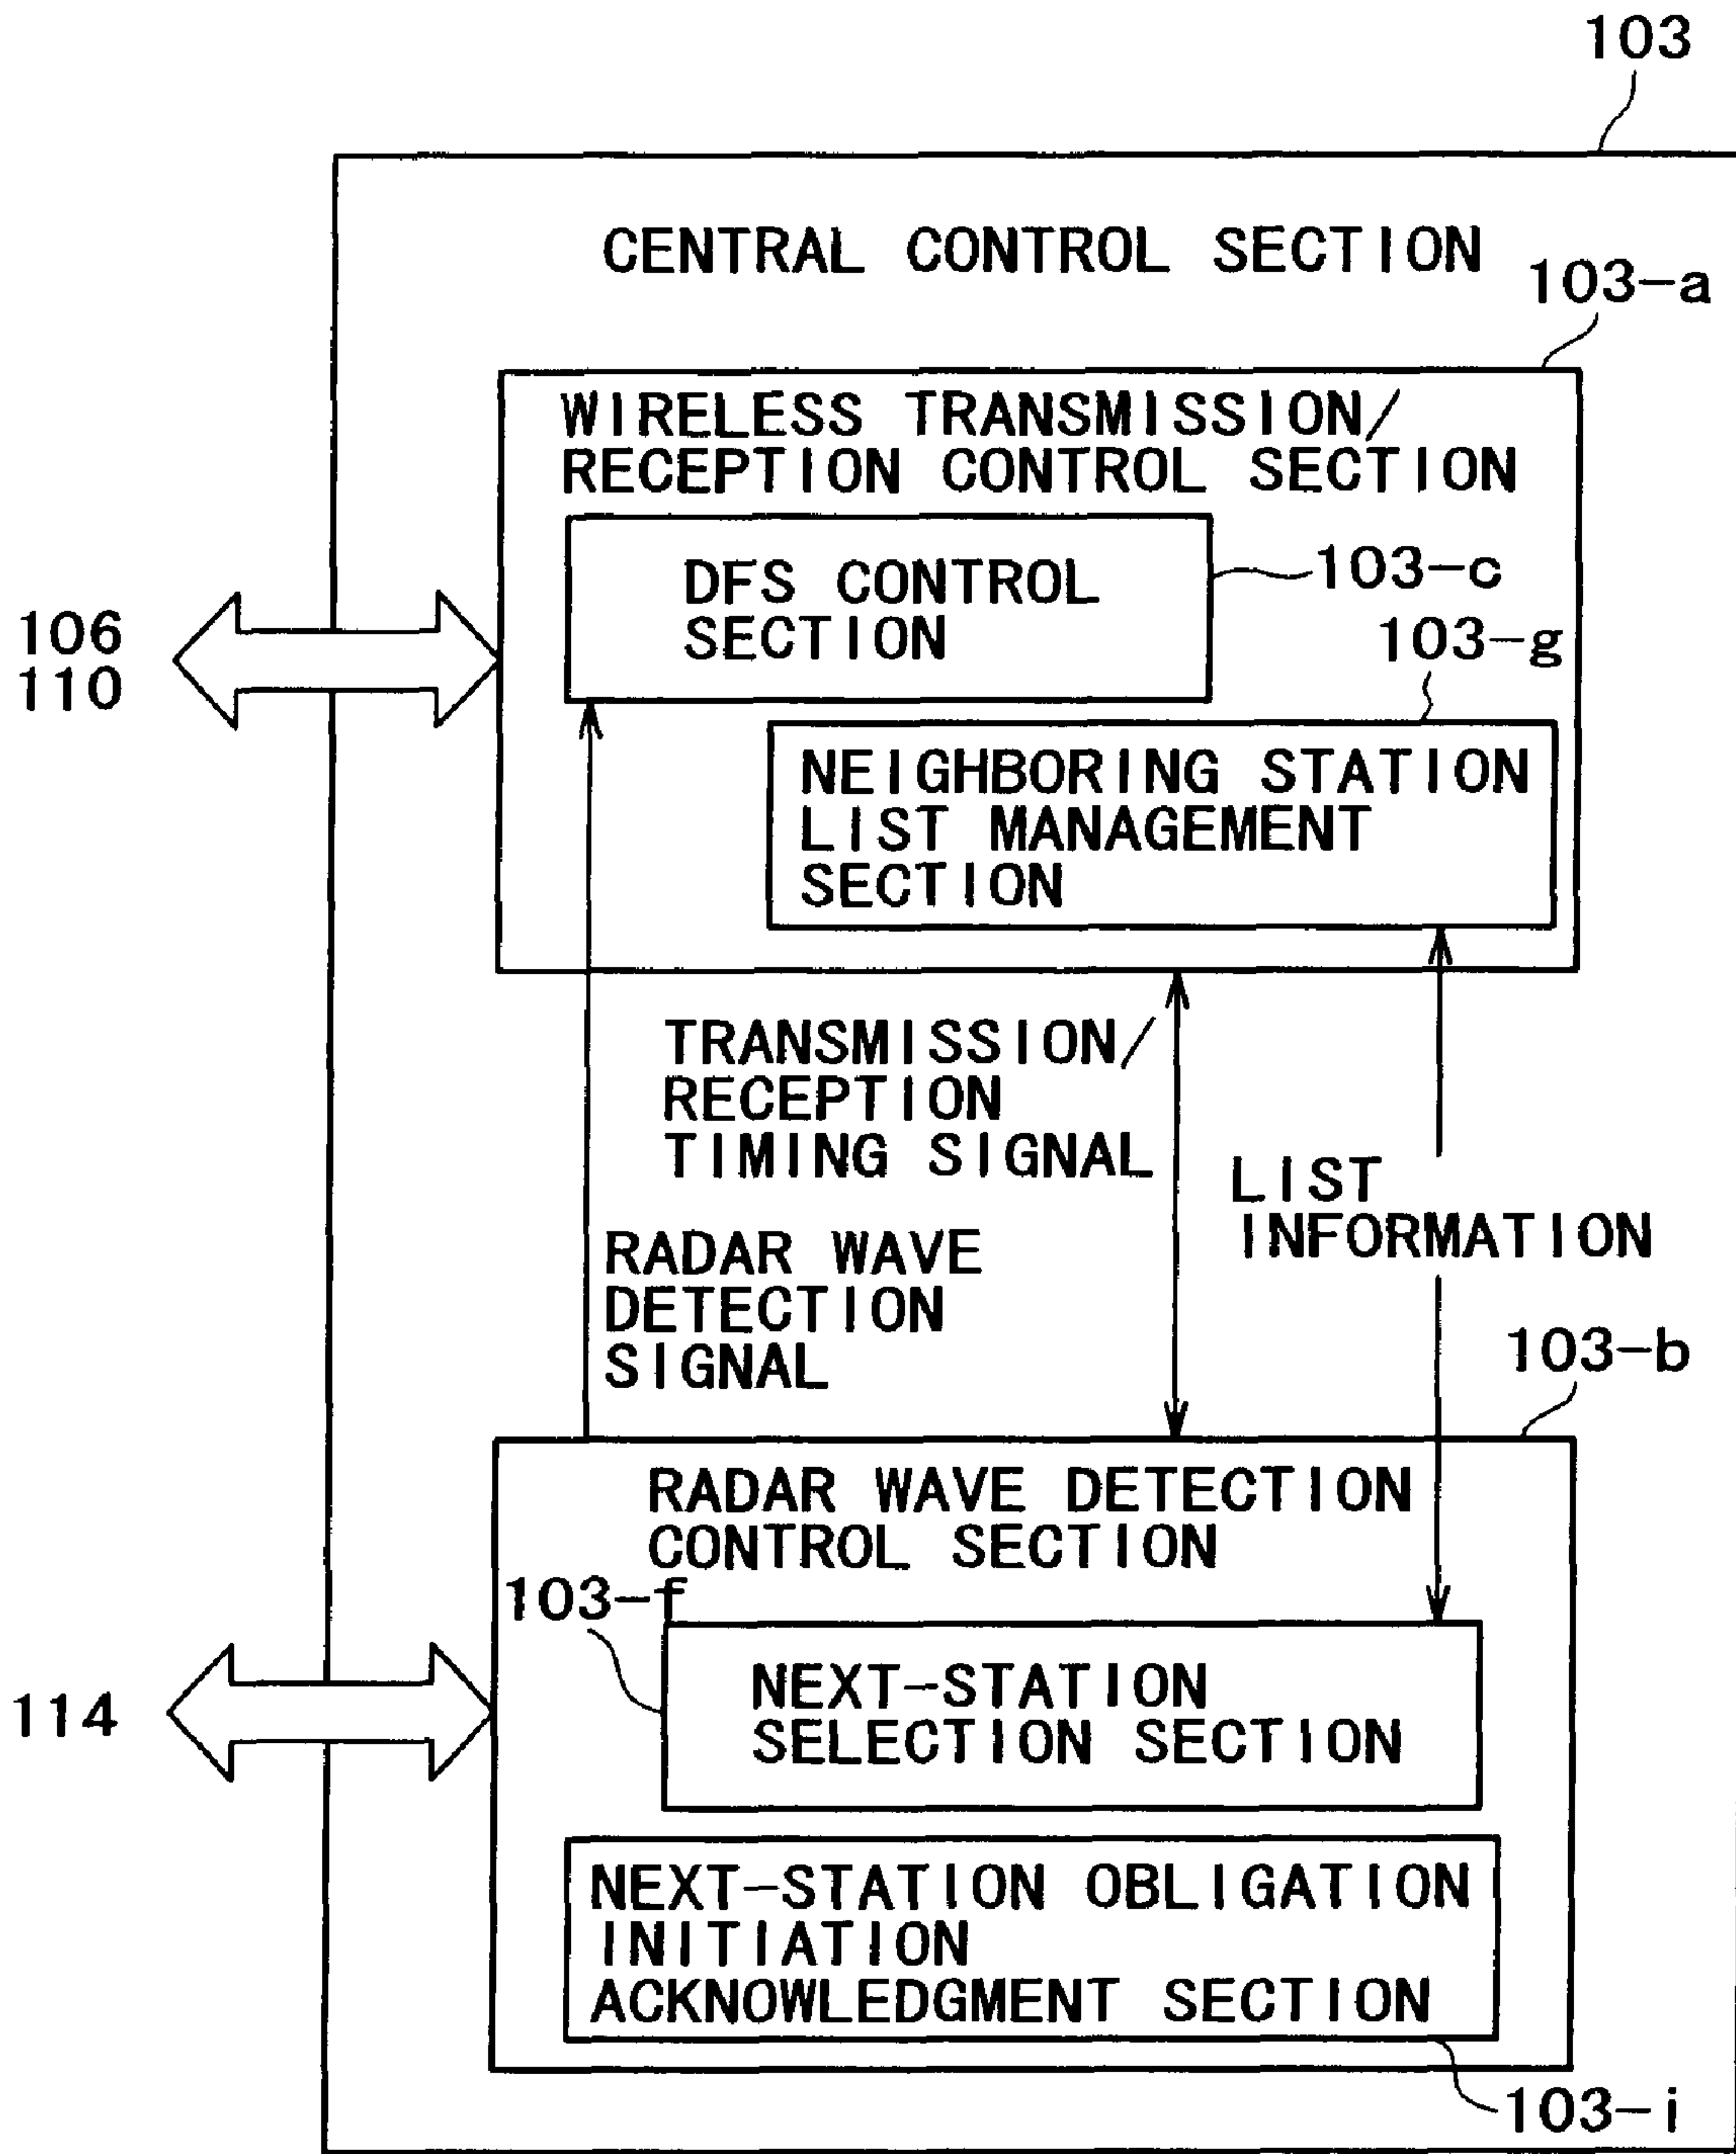 103
CENTRAL CONTROL SECTION
103-a
WIRELESS TRANSMISSION/
RECEPTION CONTROL SECTION
DFS CONTROL
SECTION
103-c
106
110
103-g
NEIGHBORING STATION
LIST MANAGEMENT
SECTION
TRANSMISSION/
RECEPTION
TIMING SIGNAL
LIST
INFORMATION
RADAR WAVE
DETECTION
SIGNAL
103-b
RADAR WAVE DETECTION
CONTROL SECTION
103-f
NEXT-STATION
SELECTION SECTION
114
NEXT-STATION OBLIGATION
INITIATION
ACKNOWLEDGMENT SECTION
103-i